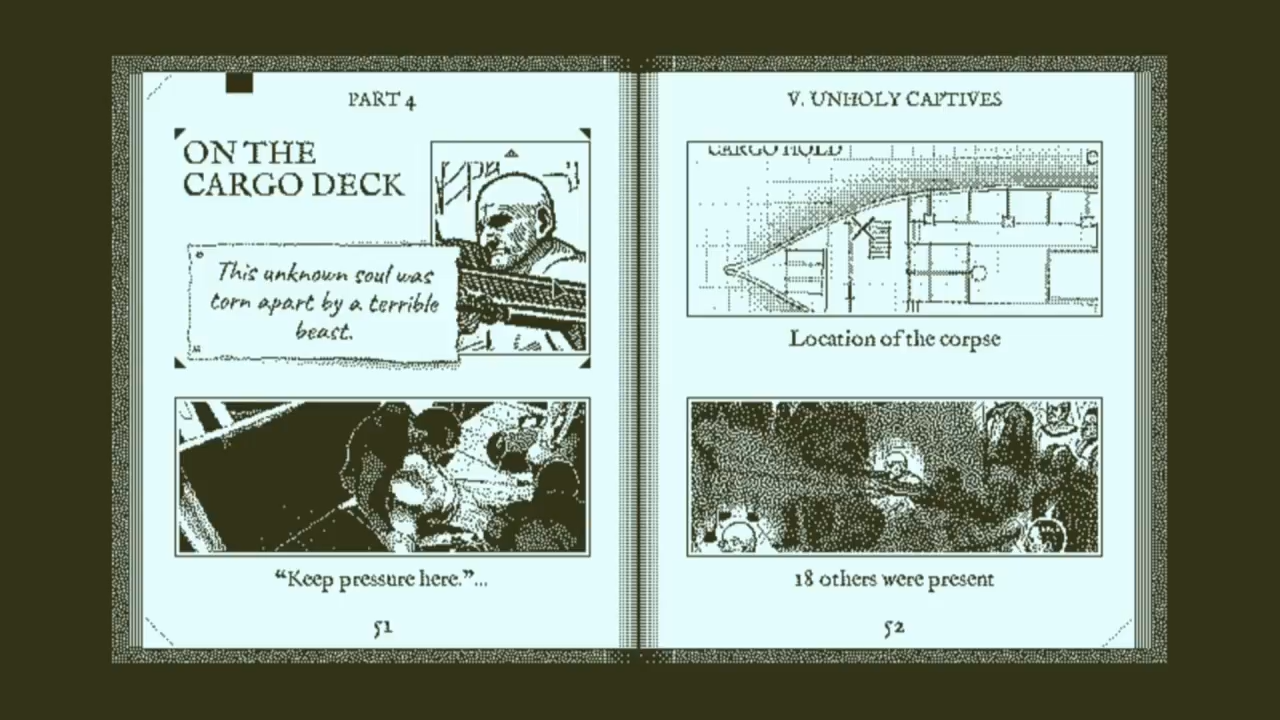 PART 4
ON THE
CARGO DECK
This unknown soul was
torn apart by a terrible
beast.
"Keep pressure here."...
51
V. UNHOLY CAPTIVES
CARGO HOLD
Location of the corpse
18 others were present
52